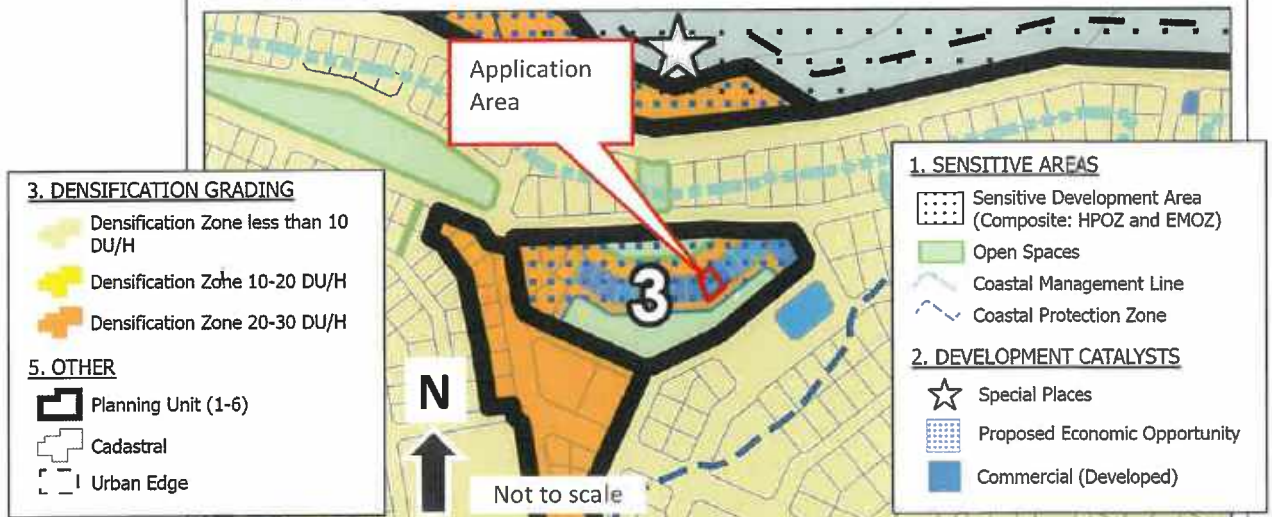 Application
Area
3. DENSIFICATION GRADING
Densification Zone less than 10
DU/H
Densification Zone 10-20 DU/H
Densification Zone 20-30 DU/H
5. OTHER
Planning Unit (1-6)
Cadastral
Urban Edge
3
N
Not to scale
1. SENSITIVE AREAS
Sensitive Development Area
(Composite: HPOZ and EMOZ)
Open Spaces
Coastal Management Line
Coastal Protection Zone
2. DEVELOPMENT CATALYSTS
Special Places
Proposed Economic Opportunity
Commercial (Developed)